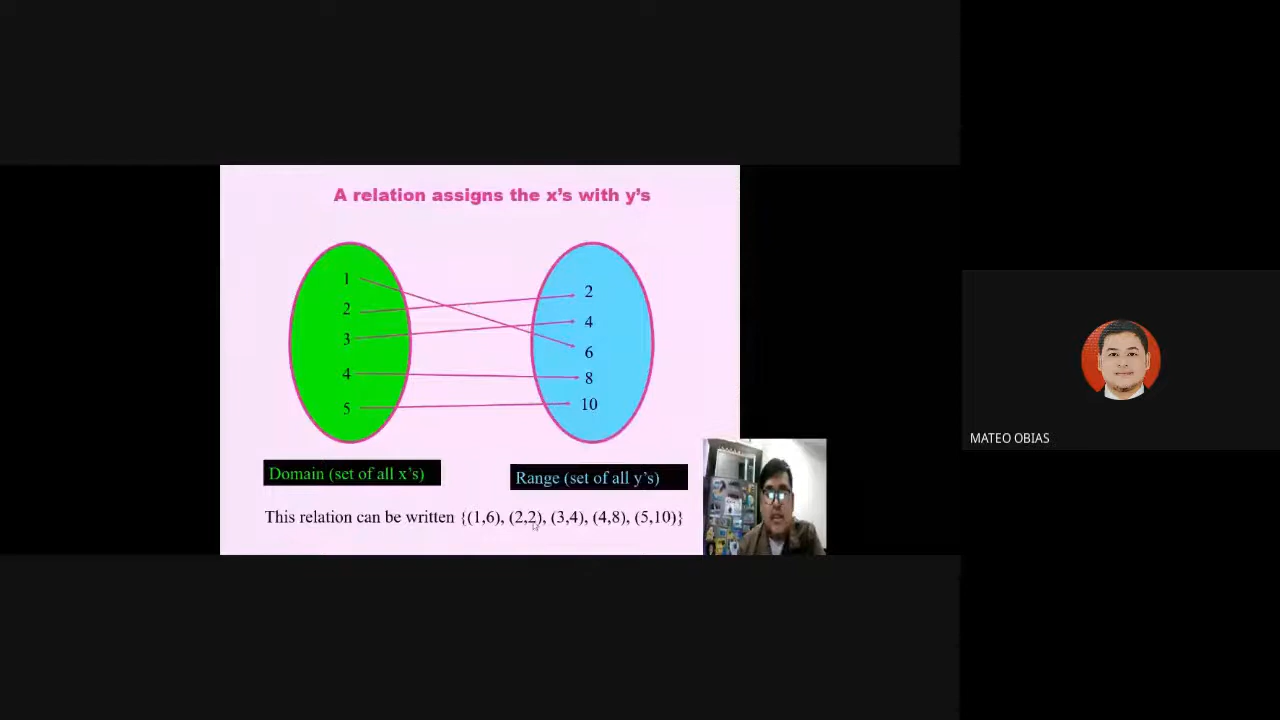 A relation assigns the x's with y's
1
2
3
4
5
2
4
6
8
10
Domain (set of all x's)
Range (set of all y's)
This relation can be written {(1,6), (2,2), (3,4), (4,8), (5,10)}
MATEO OBIAS